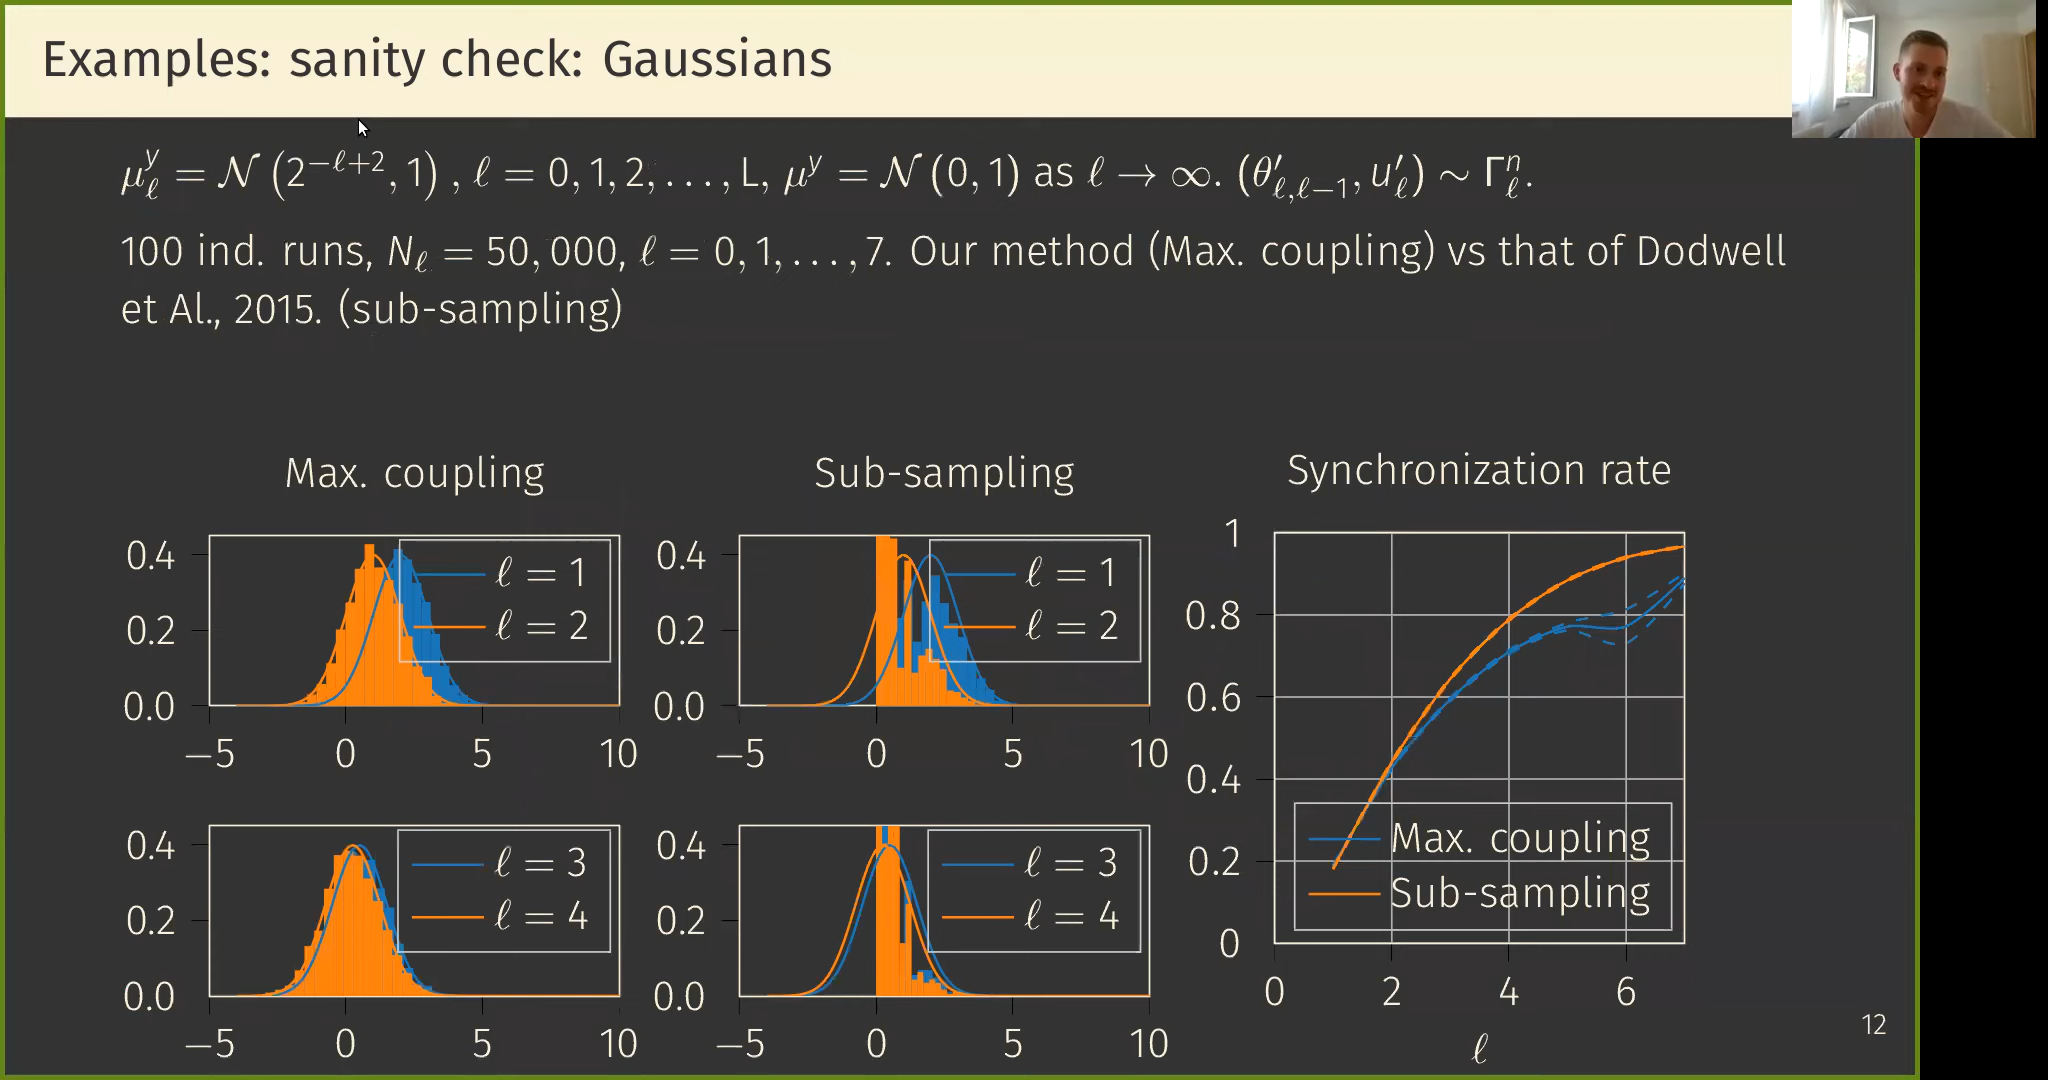 Examples: sanity check: Gaussians
μ_ℓ^y = 𝒩 (2^{−ℓ+2}, 1) , ℓ = 0, 1, 2, . . . , L, μ^y = 𝒩 (0, 1) as ℓ → ∞. (θ′_{ℓ,ℓ−1}, u′_ℓ) ∼ Γ_ℓ^n.
100 ind. runs, N_ℓ = 50, 000, ℓ = 0, 1, . . . , 7. Our method (Max. coupling) vs that of Dodwell
et Al., 2015. (sub-sampling)
Max. coupling
0.4
0.2
0.0
−5 0 5 10
ℓ = 1
ℓ = 2
0.4
0.2
0.0
−5 0 5 10
ℓ = 3
ℓ = 4
Sub-sampling
0.4
0.2
0.0
−5 0 5 10
ℓ = 1
ℓ = 2
0.4
0.2
0.0
−5 0 5 10
ℓ = 3
ℓ = 4
Synchronization rate
1
0.8
0.6
0.4
0.2
0
Max. coupling
Sub-sampling
0 2 4 6
ℓ
12